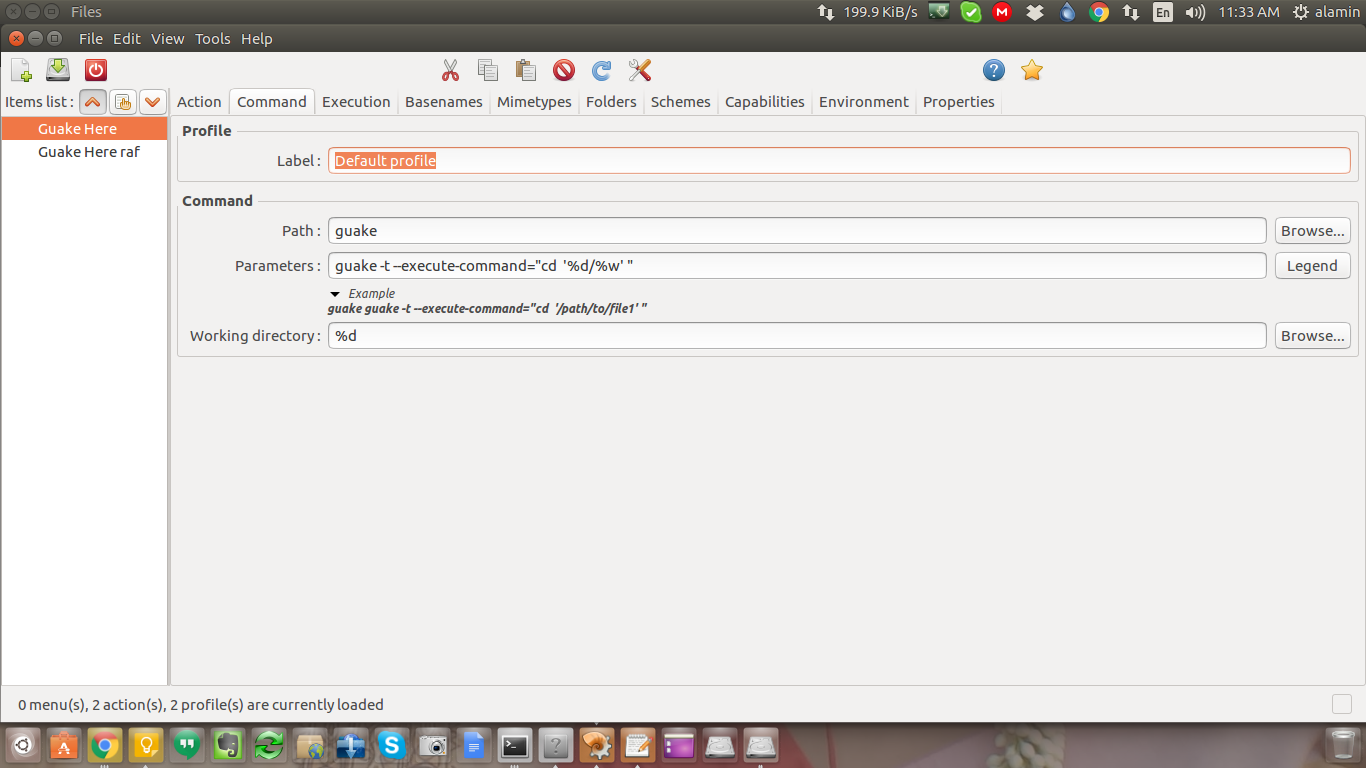 Files 199.9 KiB/s M En 11:33 AM alamin
File Edit View Tools Help
Items list : Action Command Execution Basenames Mimetypes Folders Schemes Capabilities Environment Properties
Guake Here
Guake Here raf
Profile
Label : Default profile
Command
Path : guake Browse...
Parameters : guake -t --execute-command="cd '%d/%w' " Legend
Example
guake guake -t --execute-command="cd '/path/to/file1' "
Working directory : %d Browse...
0 menu(s), 2 action(s), 2 profile(s) are currently loaded